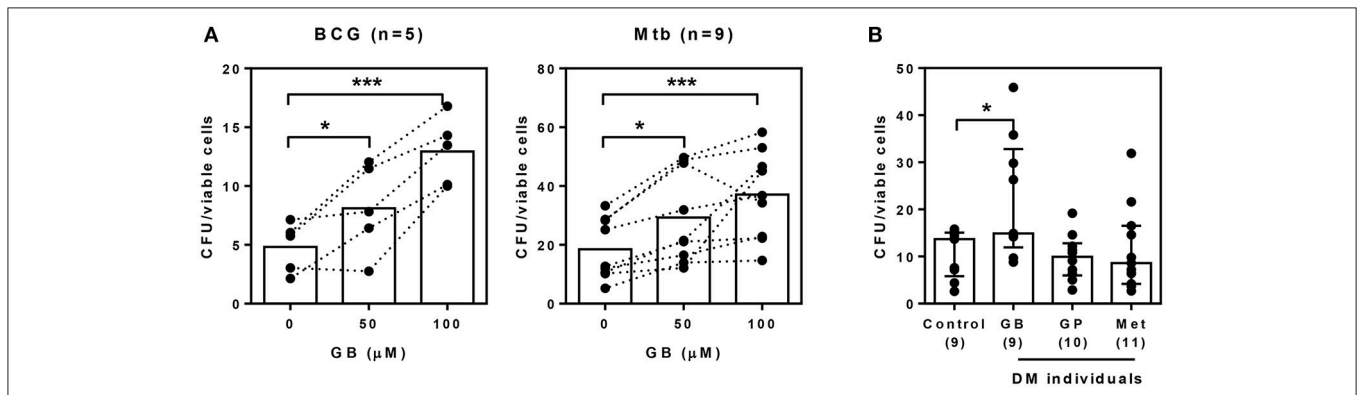 A
BCG (n=5)
CFU/viable cells
20
15
10
5
0
*
***
0 50 100
GB (μM)
Mtb (n=9)
CFU/viable cells
80
60
40
20
0
*
***
0 50 100
GB (μM)
B
CFU/viable cells
50
40
30
20
10
0
*
Control GB GP Met
(9) (9) (10) (11)
DM individuals